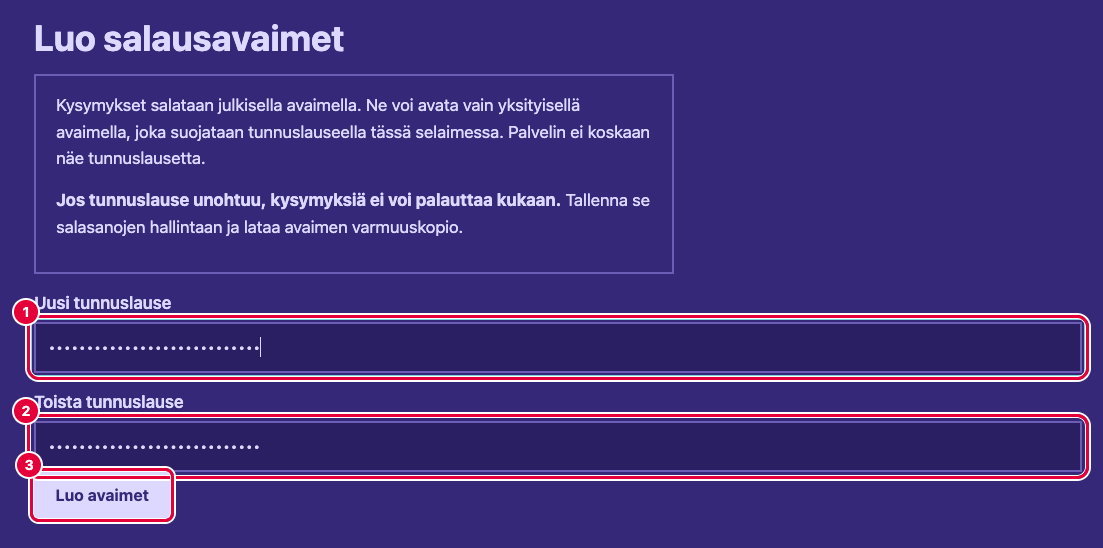 Luo salausavaimet
Kysymykset salataan julkisella avaimella. Ne voi avata vain yksityisellä
avaimella, joka suojataan tunnuslauseella tässä selaimessa. Palvelin ei koskaan
näe tunnuslausetta.
Jos tunnuslause unohtuu, kysymyksiä ei voi palauttaa kukaan. Tallenna se
salasanojen hallintaan ja lataa avaimen varmuuskopio.
Uusi tunnuslause
1
Toista tunnuslause
2
3
Luo avaimet